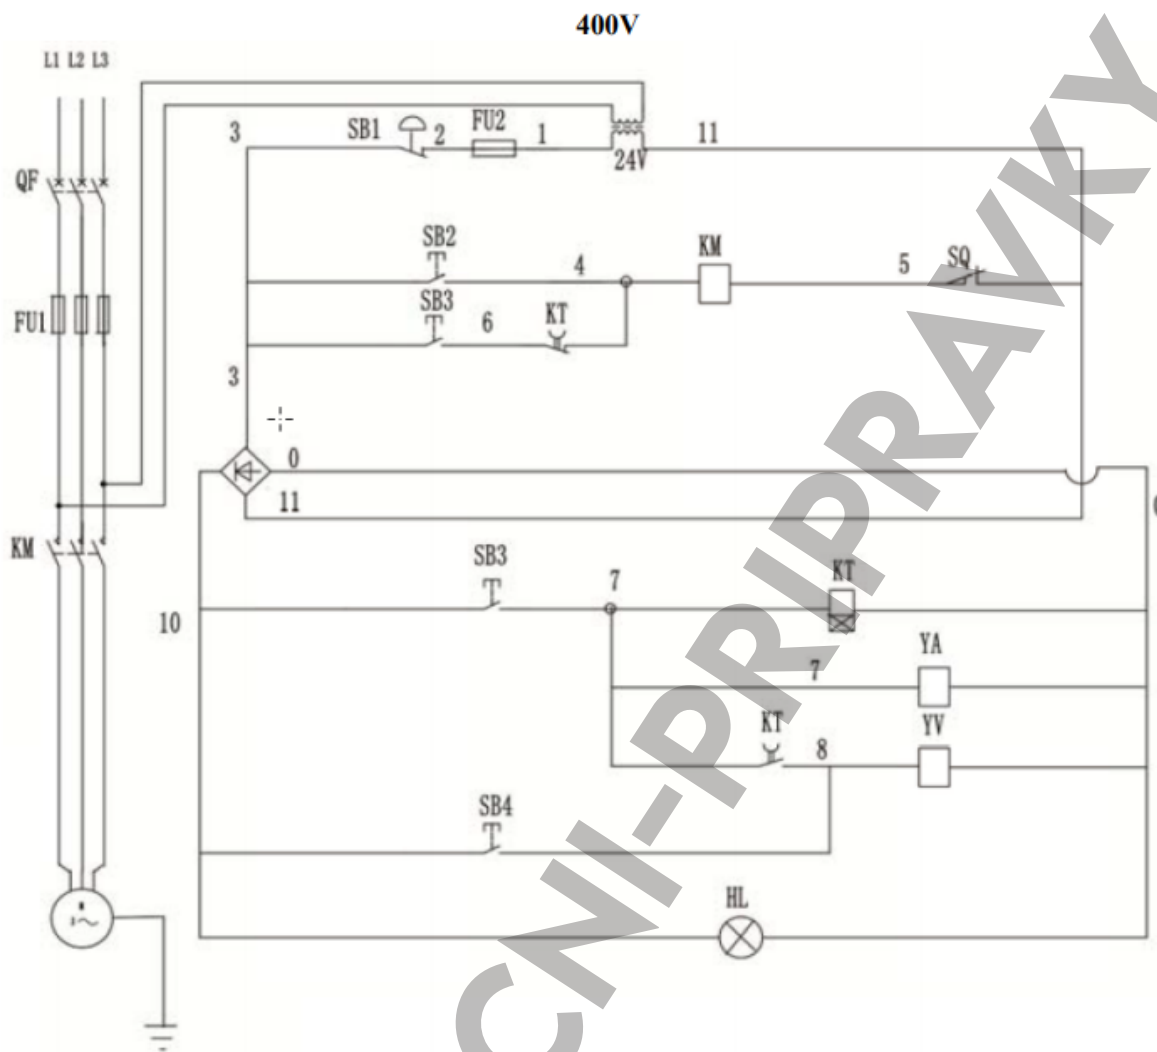 400V
L1 L2 L3
3 SB1 2 FU2 1 11
24V
QF
SB2 4 KM 5 SQ
SB3 6 KT
FU1
3
0
11
KM
SB3 7 KT
10
7 YA
KT 8 YV
SB4
HL
CNI-PRIPRAVKY